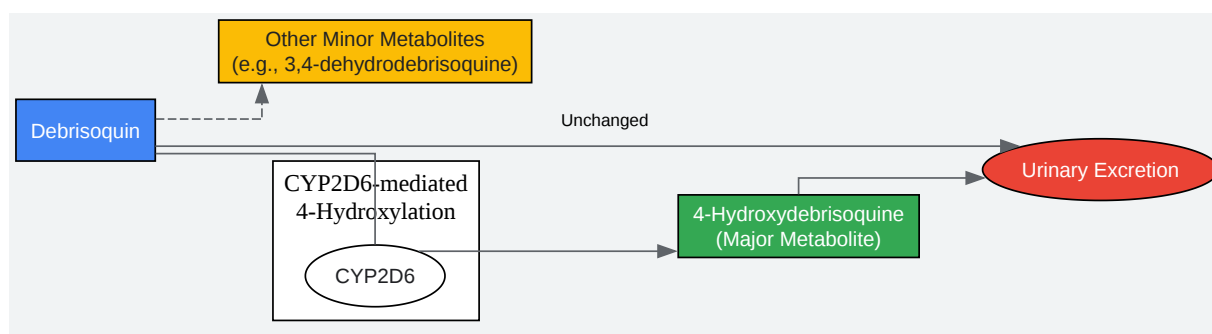 Other Minor Metabolites
(e.g., 3,4-dehydrodebrisoquine)
Debrisoquin
Unchanged
Urinary Excretion
CYP2D6-mediated
4-Hydroxylation
4-Hydroxydebrisoquine
(Major Metabolite)
CYP2D6